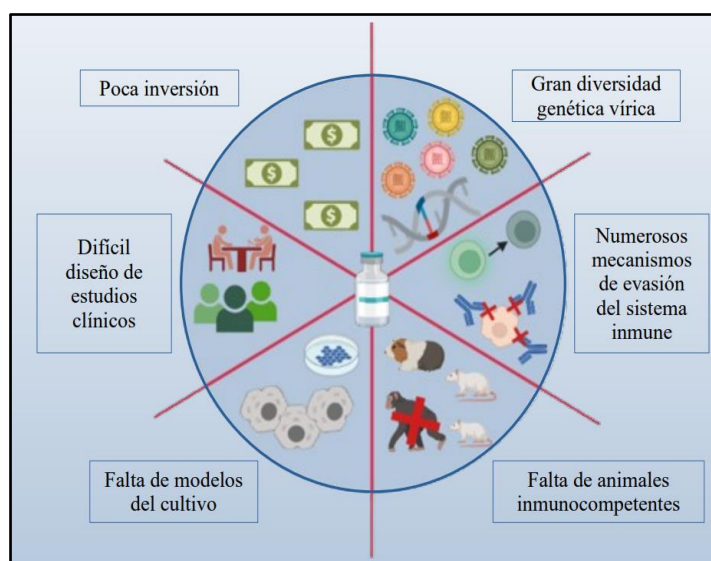 Poca inversión
Gran diversidad
genética vírica
Difícil
diseño de
estudios
clínicos
Numerosos
mecanismos
de evasión
del sistema
inmune
Falta de modelos
del cultivo
Falta de animales
inmunocompetentes